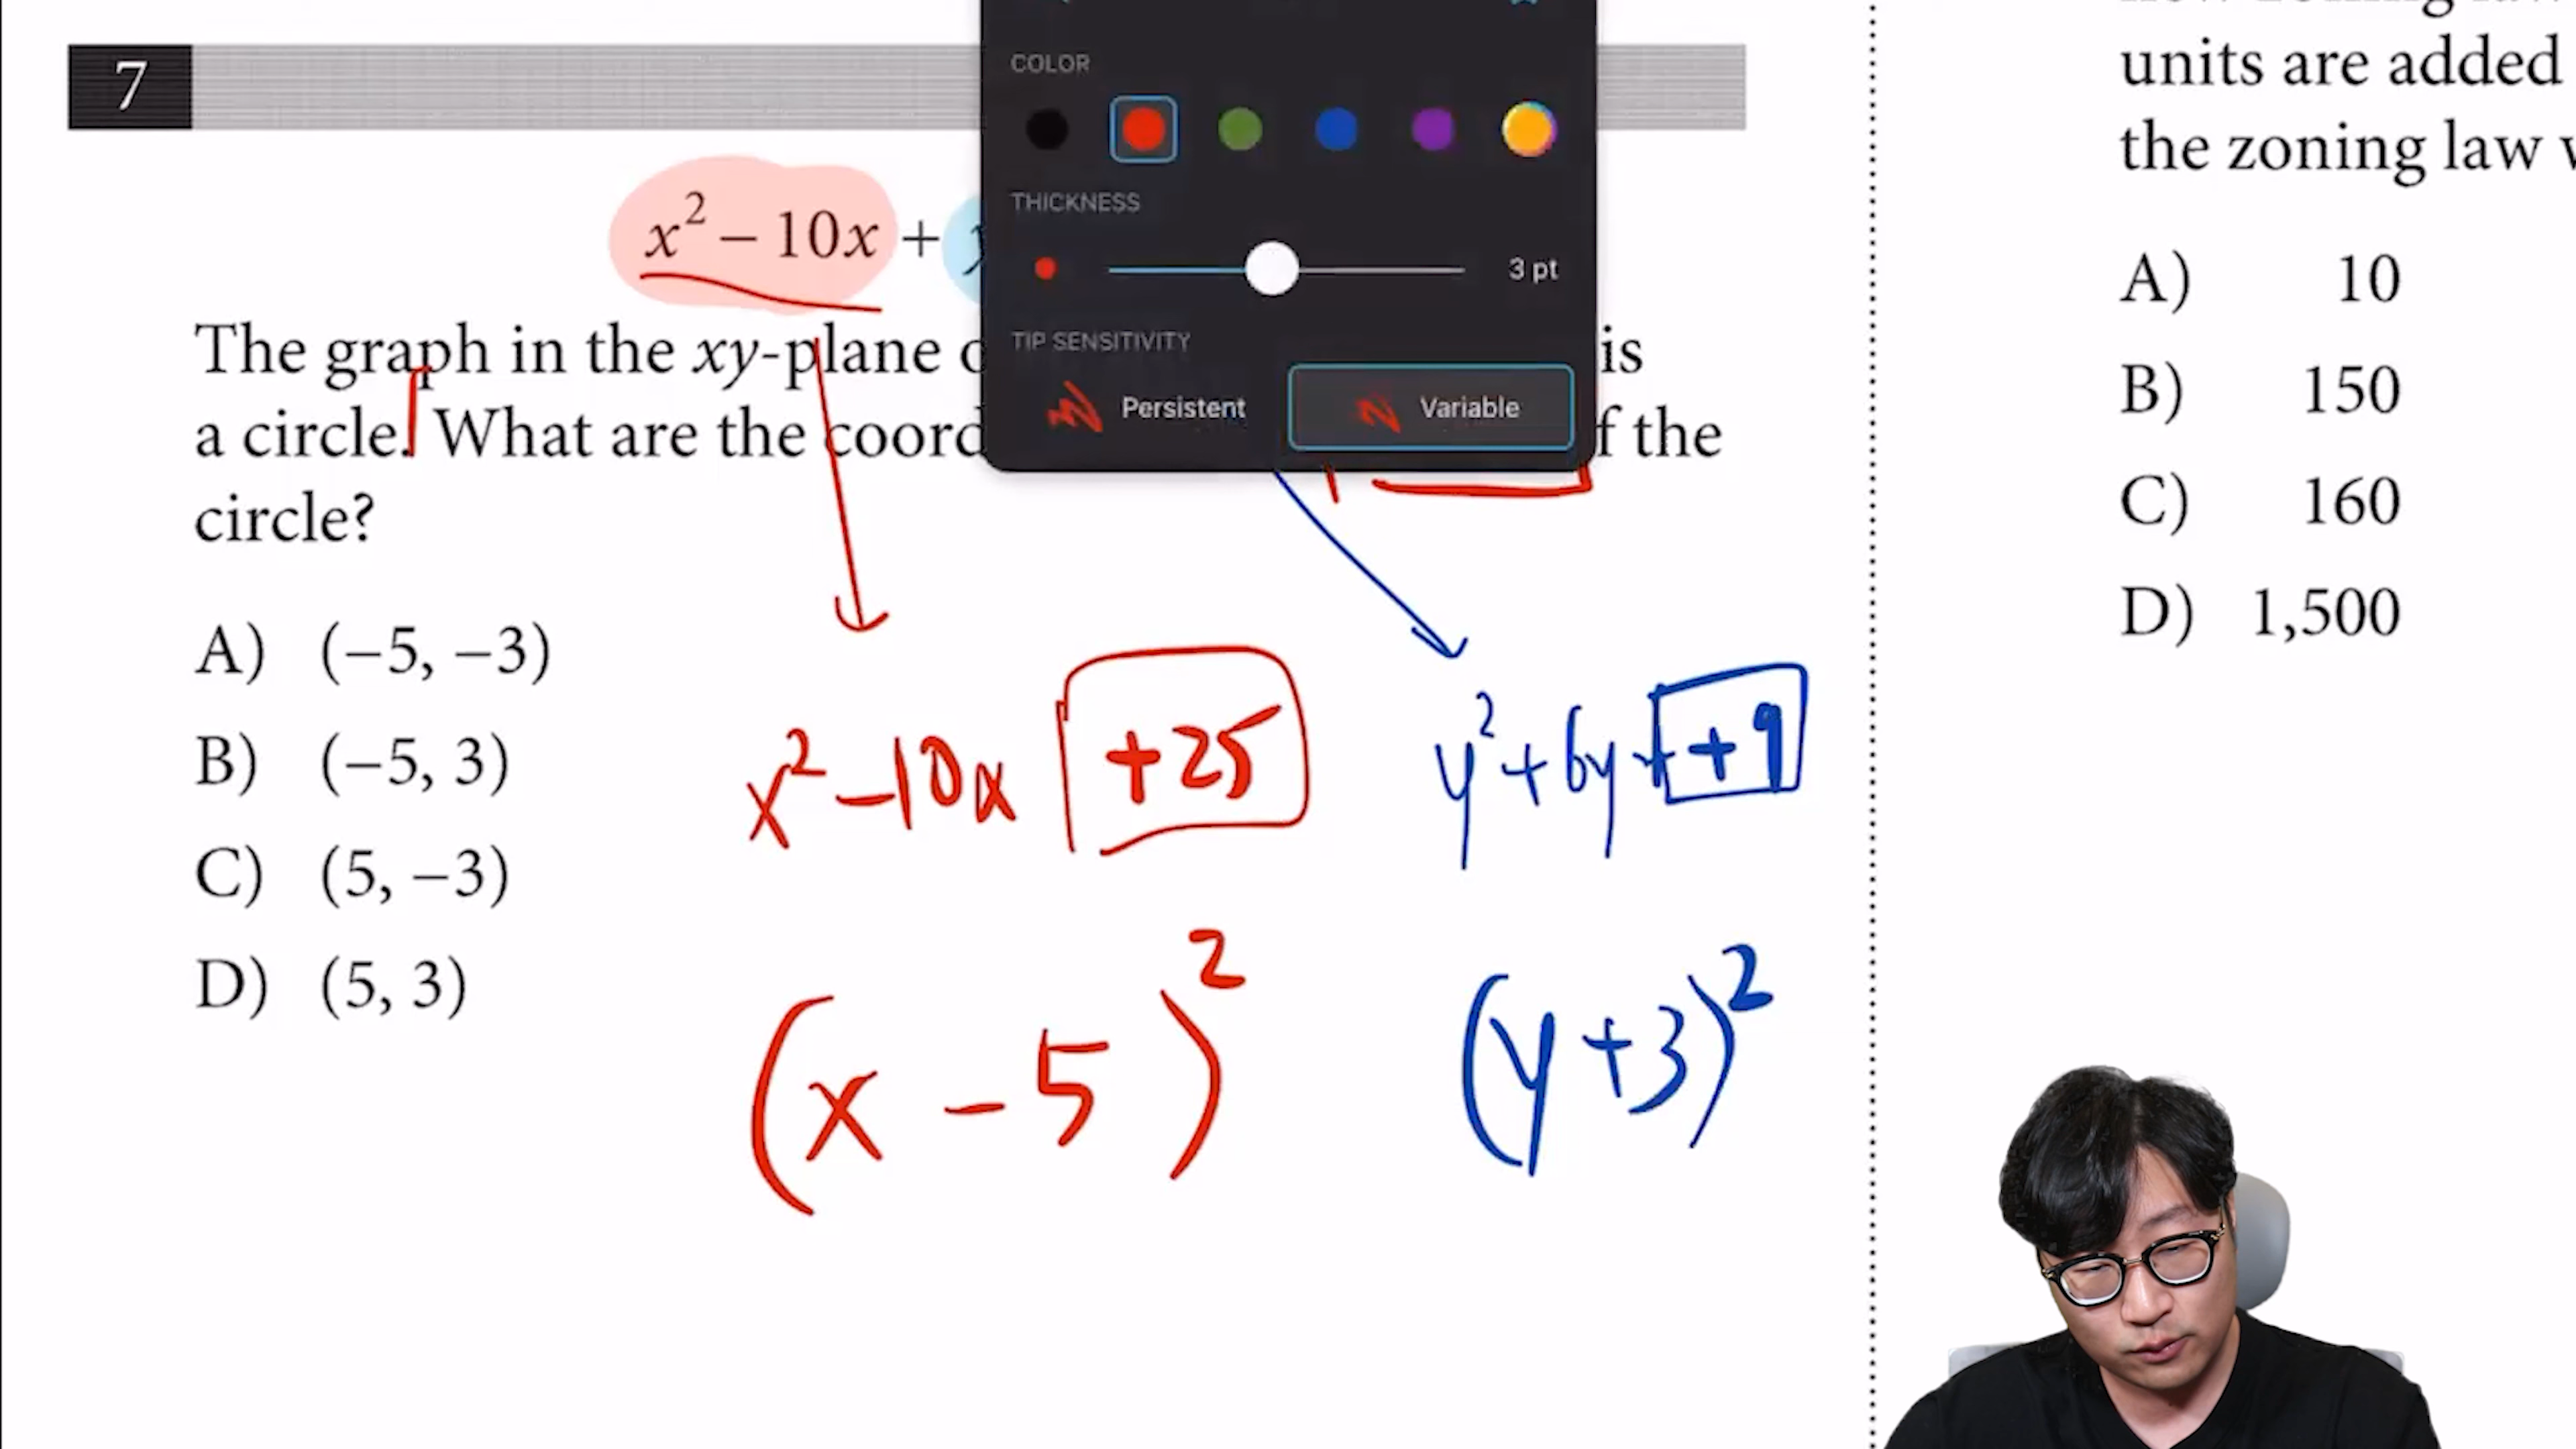 7
COLOR
THICKNESS
3 pt
TIP SENSITIVITY
Persistent
Variable
x² − 10x +
The graph in the xy-plane
is
a circle. What are the
f the
circle?
A) (−5, −3)
B) (−5, 3)
C) (5, −3)
D) (5, 3)
x² −10x +25
y² + 6y + +9
(x − 5)²
(y + 3)²
units are added
the zoning law
A) 10
B) 150
C) 160
D) 1,500